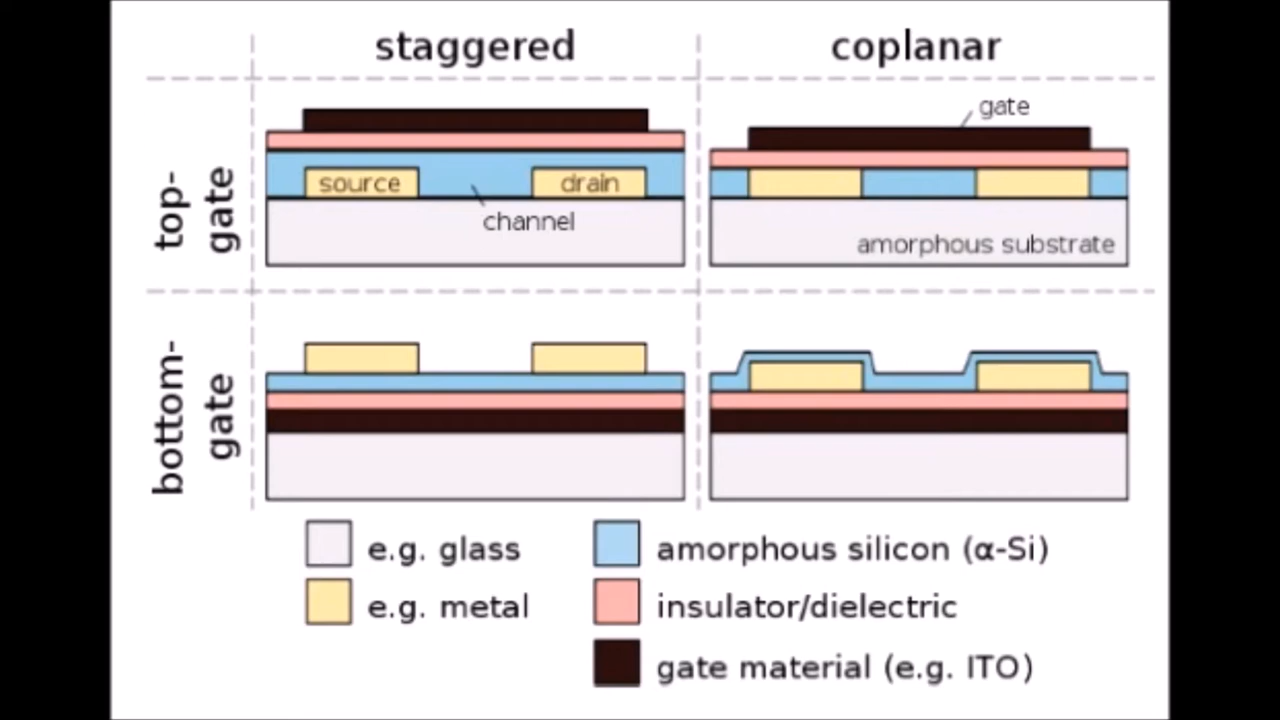 staggered
coplanar
top-
gate
source
drain
channel
gate
amorphous substrate
bottom-
gate
e.g. glass
amorphous silicon (α-Si)
e.g. metal
insulator/dielectric
gate material (e.g. ITO)